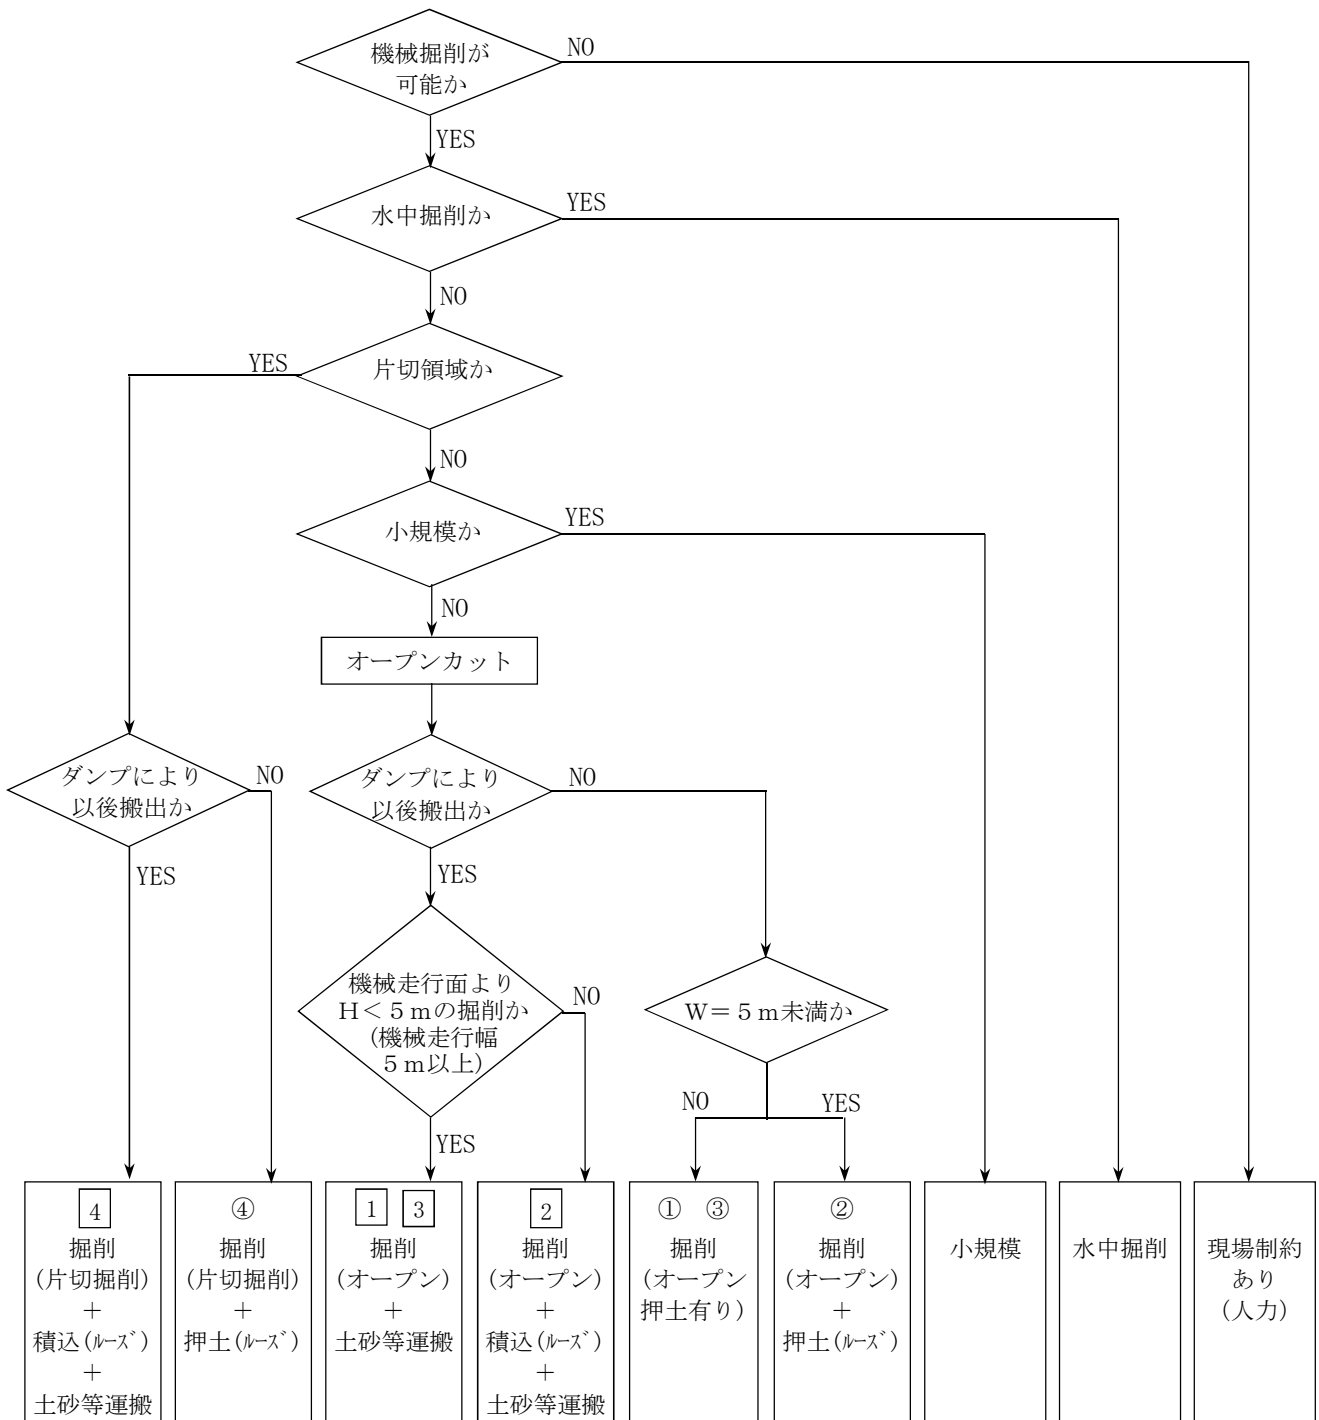 機械掘削が
可能か
NO
YES
水中掘削か
YES
NO
片切領域か
YES
NO
小規模か
YES
NO
オープンカット
ダンプにより
以後搬出か
NO
YES
ダンプにより
以後搬出か
NO
YES
機械走行面より
H<5mの掘削か
(機械走行幅
5m以上)
NO
YES
W=5m未満か
NO
YES
4
掘削
(片切掘削)
+
積込(ルーズ)
+
土砂等運搬
④
掘削
(片切掘削)
+
押土(ルーズ)
1 3
掘削
(オープン)
+
土砂等運搬
2
掘削
(オープン)
+
積込(ルーズ)
+
土砂等運搬
① ③
掘削
(オープン
押土有り)
②
掘削
(オープン)
+
押土(ルーズ)
小規模
水中掘削
現場制約
あり
(人力)